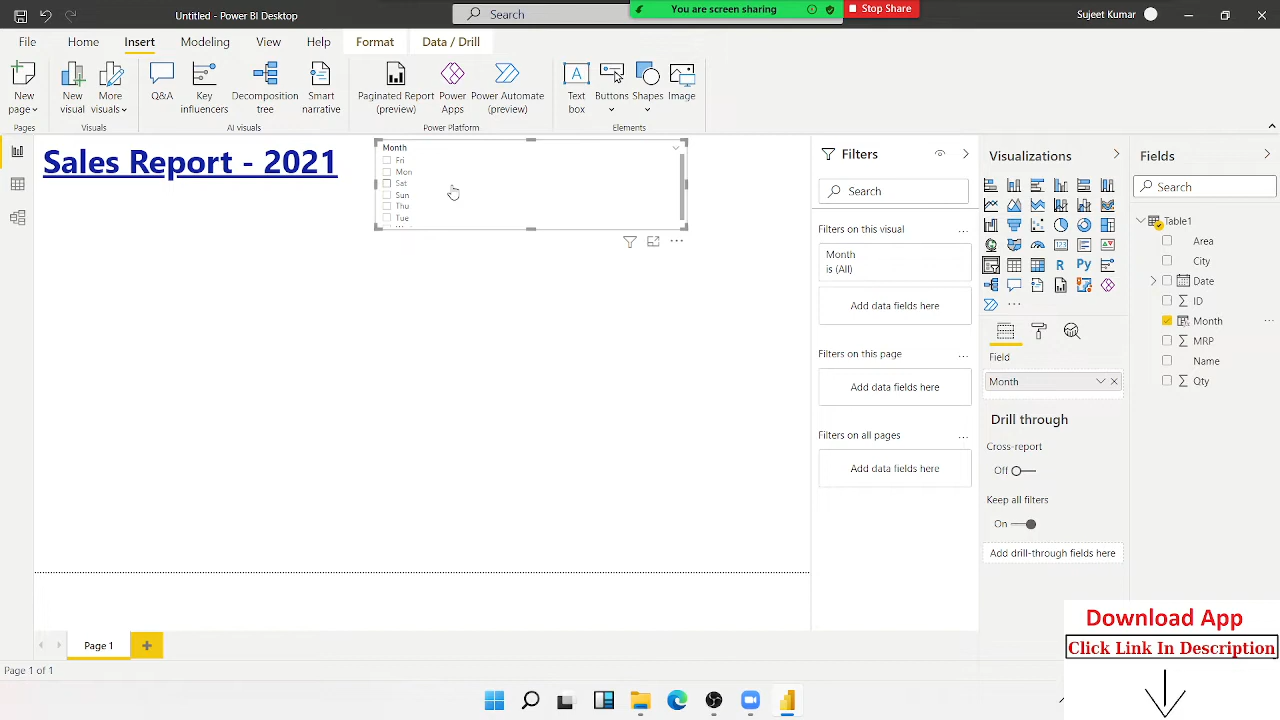 Untitled - Power BI Desktop
Search
You are screen sharing
Stop Share
Sujeet Kumar
File
Home
Insert
Modeling
View
Help
Format
Data / Drill
New page
New visual
More visuals
Q&A
Key influencers
Decomposition tree
Smart narrative
Paginated Report (preview)
Power Apps
Power Automate (preview)
Text box
Buttons
Shapes
Image
Pages
Visuals
AI visuals
Power Platform
Elements
Sales Report - 2021
Month
Fri
Mon
Sat
Sun
Thu
Tue
Filters
Search
Filters on this visual
Month
is (All)
Add data fields here
Filters on this page
Add data fields here
Filters on all pages
Add data fields here
Visualizations
R
Py
123
Field
Month
Drill through
Cross-report
Off
Keep all filters
On
Add drill-through fields here
Fields
Search
Table1
Area
City
Date
ID
Month
MRP
Name
Qty
Page 1
Page 1 of 1
Download App
Click Link In Description